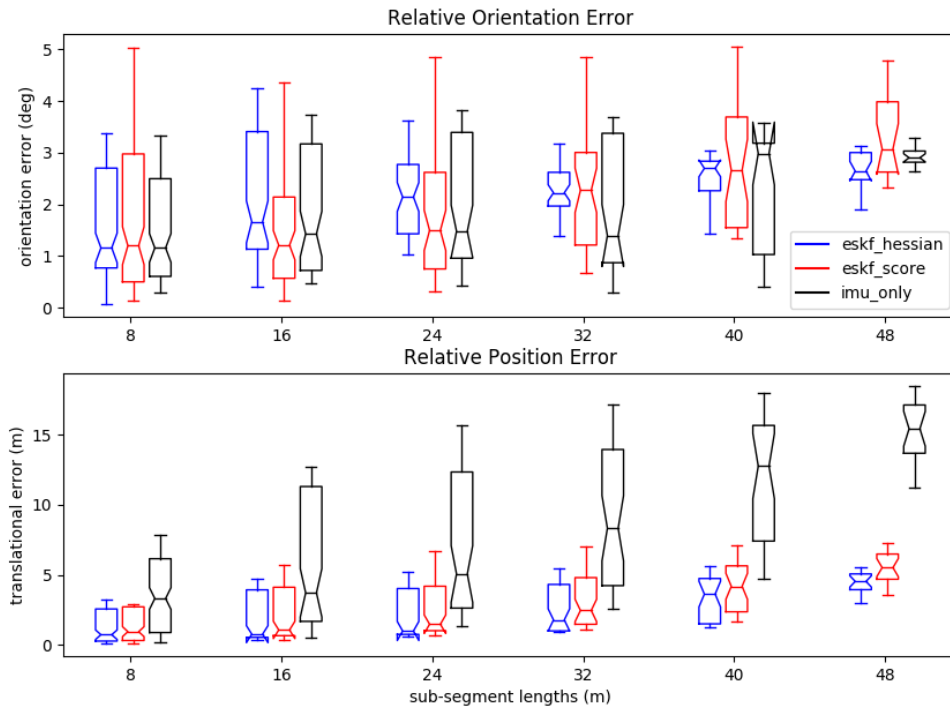 Relative Orientation Error
orientation error (deg)
5
4
3
2
1
0
8 16 24 32 40 48
eskf_hessian
eskf_score
imu_only
Relative Position Error
translational error (m)
15
10
5
0
8 16 24 32 40 48
sub-segment lengths (m)